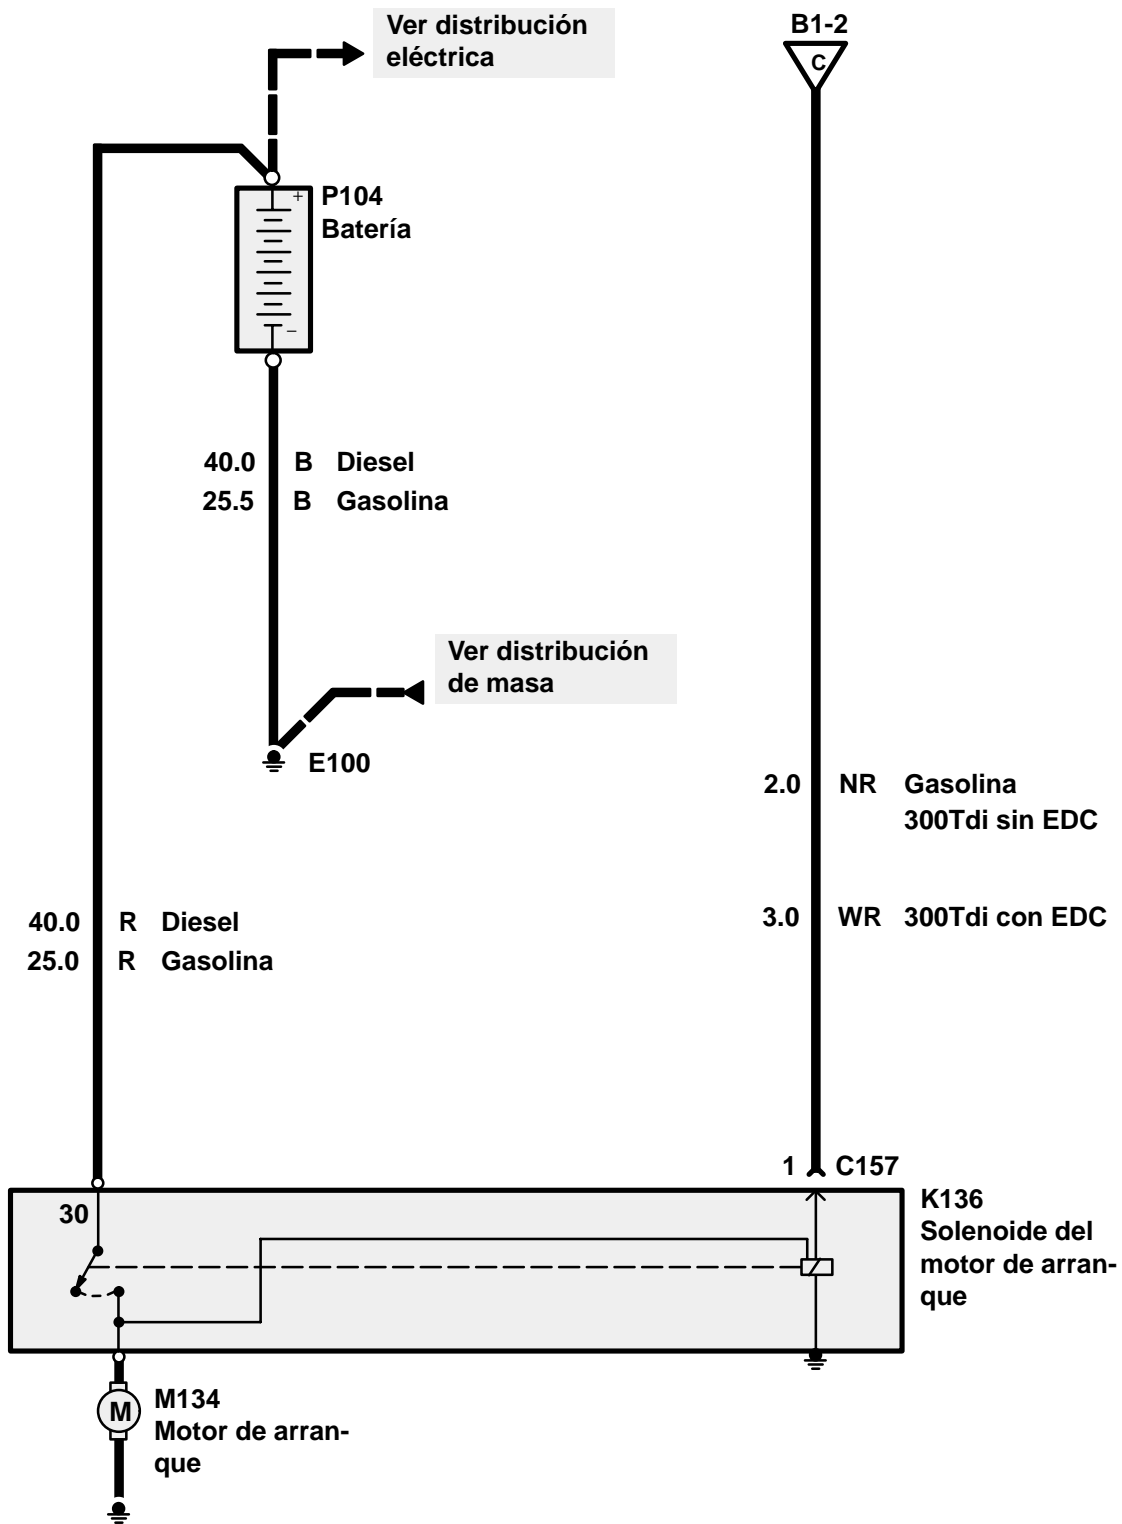 Ver distribución
eléctrica
B1-2
C
+
P104
Batería
–
40.0 B Diesel
25.5 B Gasolina
Ver distribución
de masa
E100
2.0 NR Gasolina
300Tdi sin EDC
40.0 R Diesel
25.0 R Gasolina
3.0 WR 300Tdi con EDC
1 C157
30
K136
Solenoide del
motor de arran-
que
M
M134
Motor de arran-
que